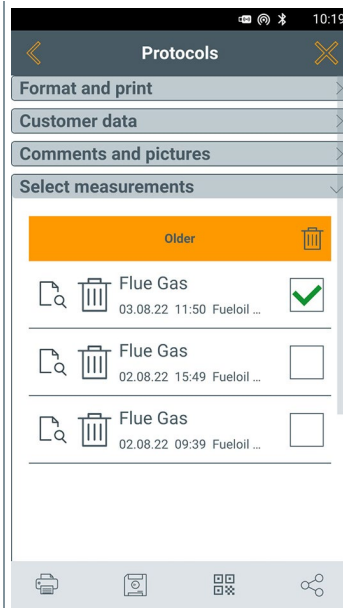 10:19
Protocols
Format and print
Customer data
Comments and pictures
Select measurements
Older
Flue Gas
03.08.22 11:50 Fueloil ...
Flue Gas
02.08.22 15:49 Fueloil ...
Flue Gas
02.08.22 09:39 Fueloil ...